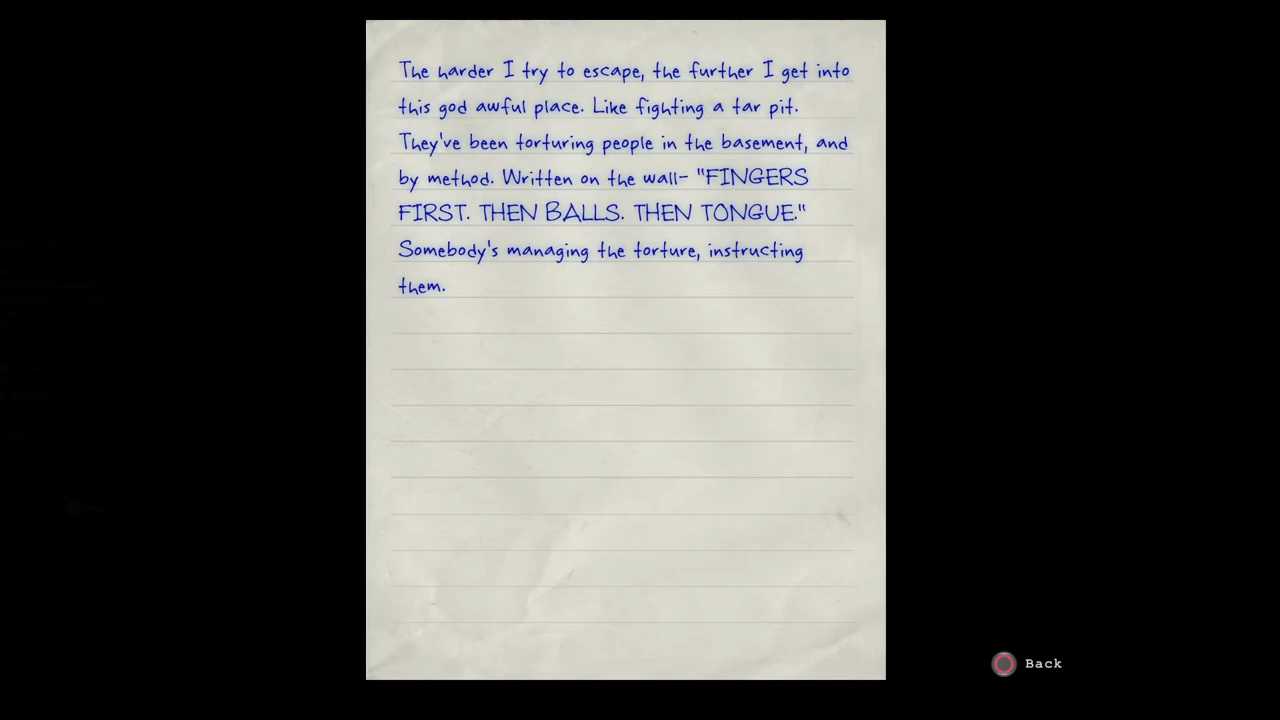 The harder I try to escape, the further I get into
this god awful place. Like fighting a tar pit.
They've been torturing people in the basement, and
by method. Written on the wall- "FINGERS
FIRST. THEN BALLS. THEN TONGUE."
Somebody's managing the torture, instructing
them.
Back